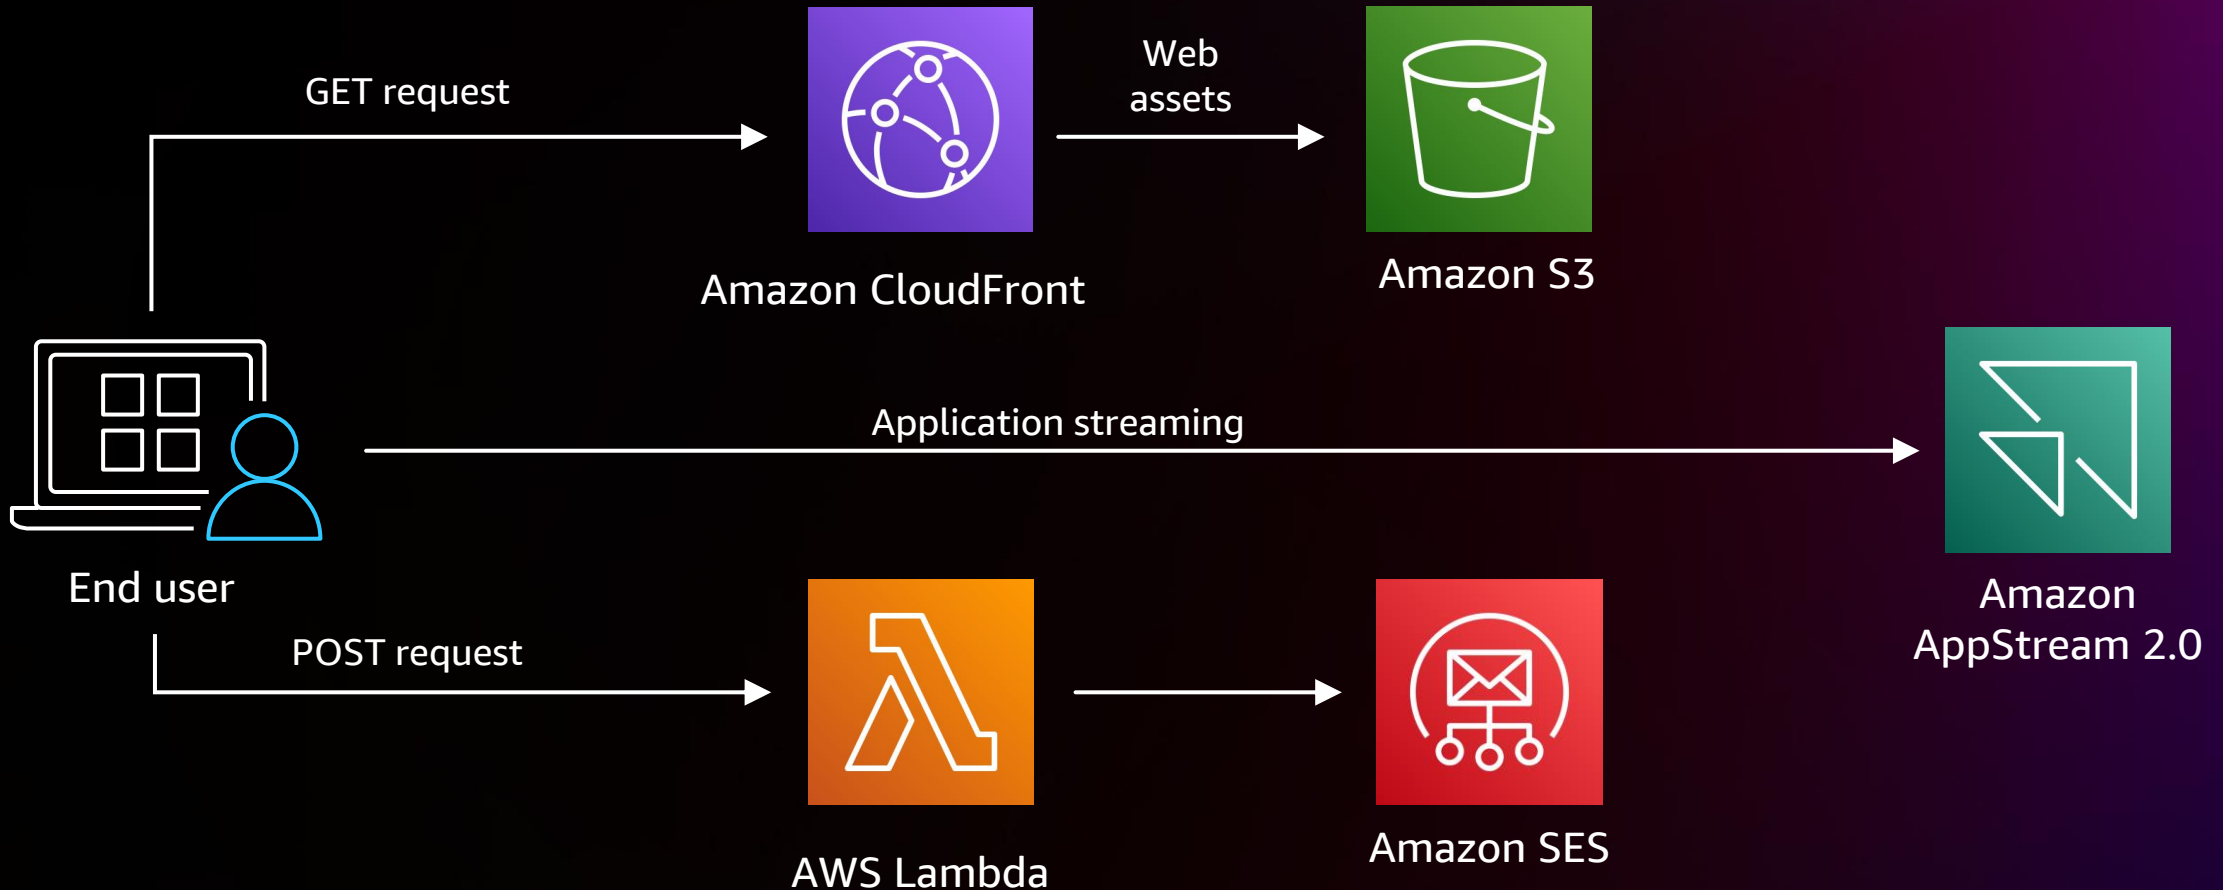 GET request
Web
assets
Amazon CloudFront
Amazon S3
Application streaming
End user
Amazon
AppStream 2.0
POST request
AWS Lambda
Amazon SES